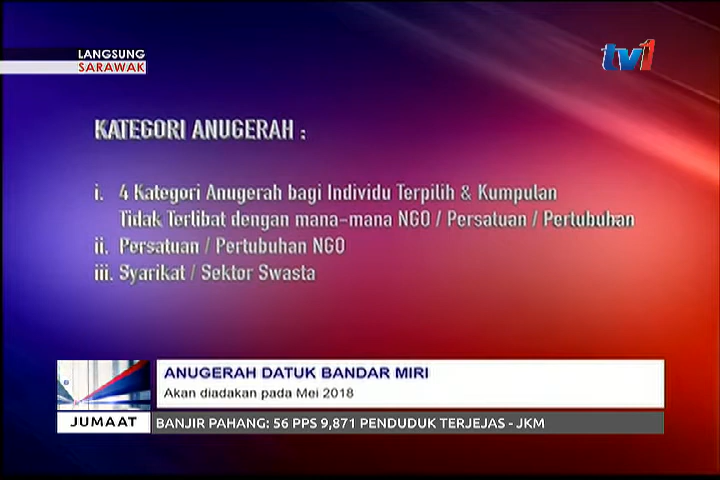 LANGSUNG
SARAWAK
tv1
KATEGORI ANUGERAH :
i. 4 Kategori Anugerah bagi Individu Terpilih & Kumpulan
Tidak Terlibat dengan mana-mana NGO / Persatuan / Pertubuhan
ii. Persatuan / Pertubuhan NGO
iii. Syarikat / Sektor Swasta
ANUGERAH DATUK BANDAR MIRI
Akan diadakan pada Mei 2018
JUMAAT
BANJIR PAHANG: 56 PPS 9,871 PENDUDUK TERJEJAS - JKM